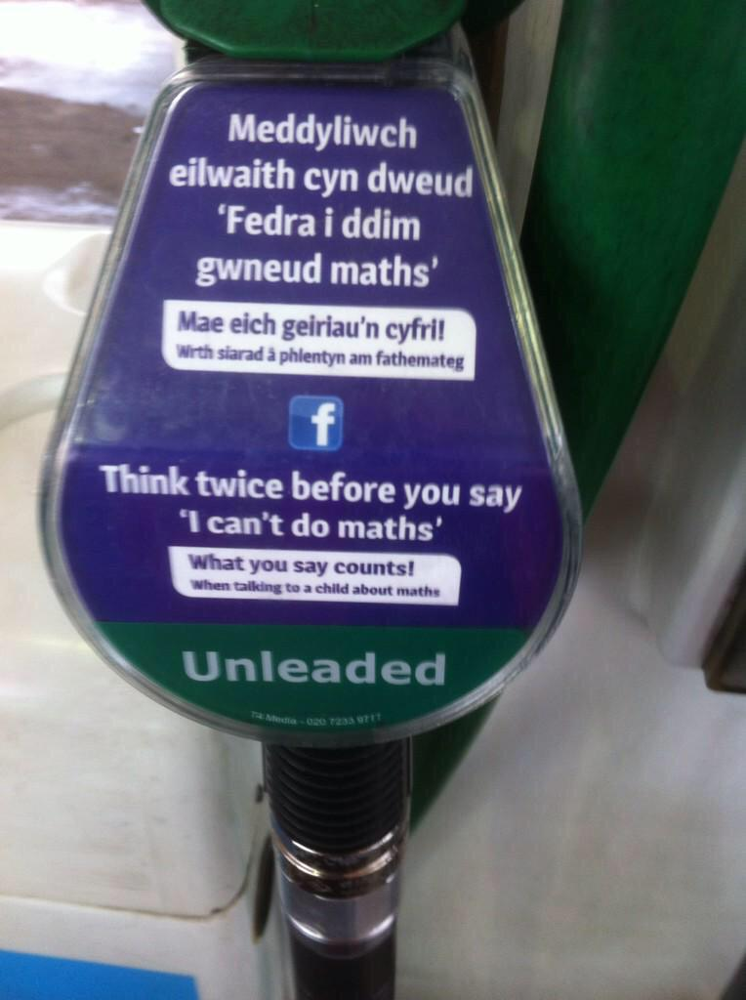 Meddyliwch
eilwaith cyn dweud
‘Fedra i ddim
gwneud maths’
Mae eich geiriau'n cyfri!
Wrth siarad â phlentyn am fathemateg
f
Think twice before you say
‘I can't do maths’
What you say counts!
When talking to a child about maths
Unleaded
Media - 020 7233 9711